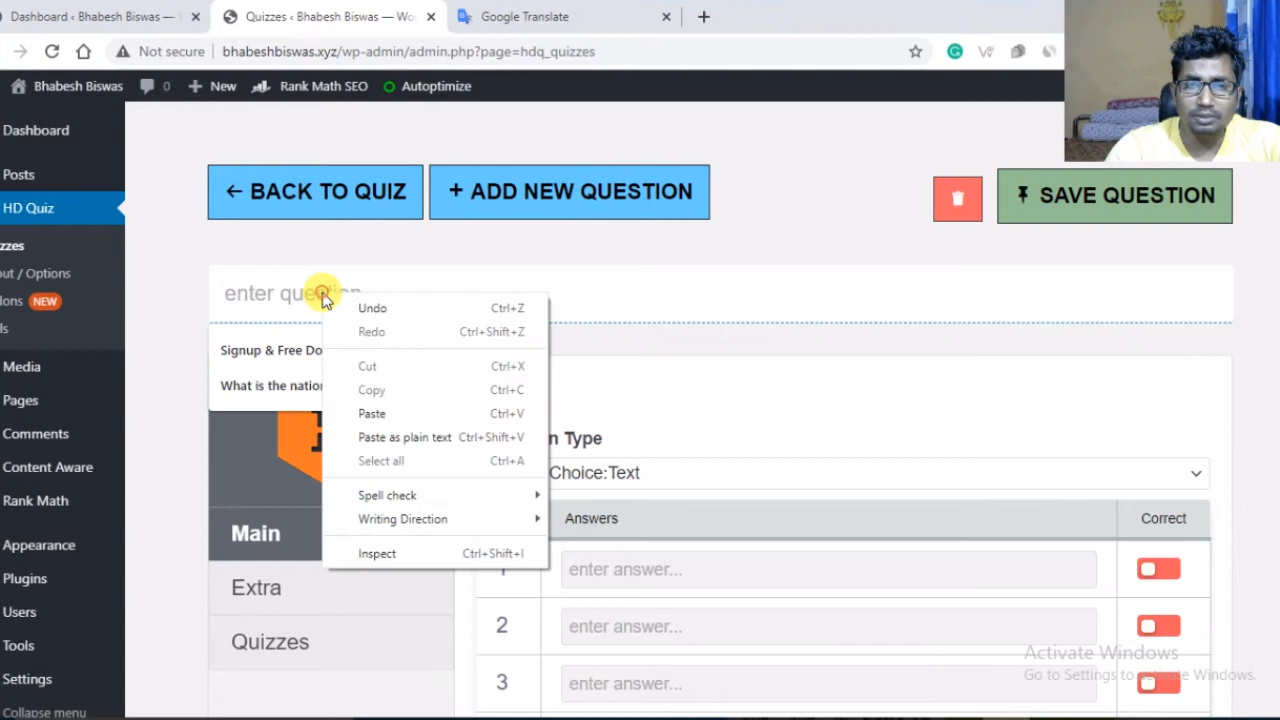 Dashboard ‹ Bhabesh Biswas —
Quizzes ‹ Bhabesh Biswas — Wo
Google Translate
Not secure
bhabeshbiswas.xyz/wp-admin/admin.php?page=hdq_quizzes
Bhabesh Biswas
0
New
Rank Math SEO
Autoptimize
Dashboard
Posts
HD Quiz
zzes
out / Options
ons NEW
ls
Media
Pages
Comments
Content Aware
Rank Math
Appearance
Plugins
Users
Tools
Settings
Collapse menu
← BACK TO QUIZ
+ ADD NEW QUESTION
SAVE QUESTION
enter question
Signup & Free Do
What is the nation
Undo Ctrl+Z
Redo Ctrl+Shift+Z
Cut Ctrl+X
Copy Ctrl+C
Paste Ctrl+V
Paste as plain text Ctrl+Shift+V
Select all Ctrl+A
Spell check
Writing Direction
Inspect Ctrl+Shift+I
Main
Extra
Quizzes
n Type
Choice:Text
Answers Correct
1 enter answer...
2 enter answer...
3 enter answer...
Activate Windows
Go to Settings to activate Windows.